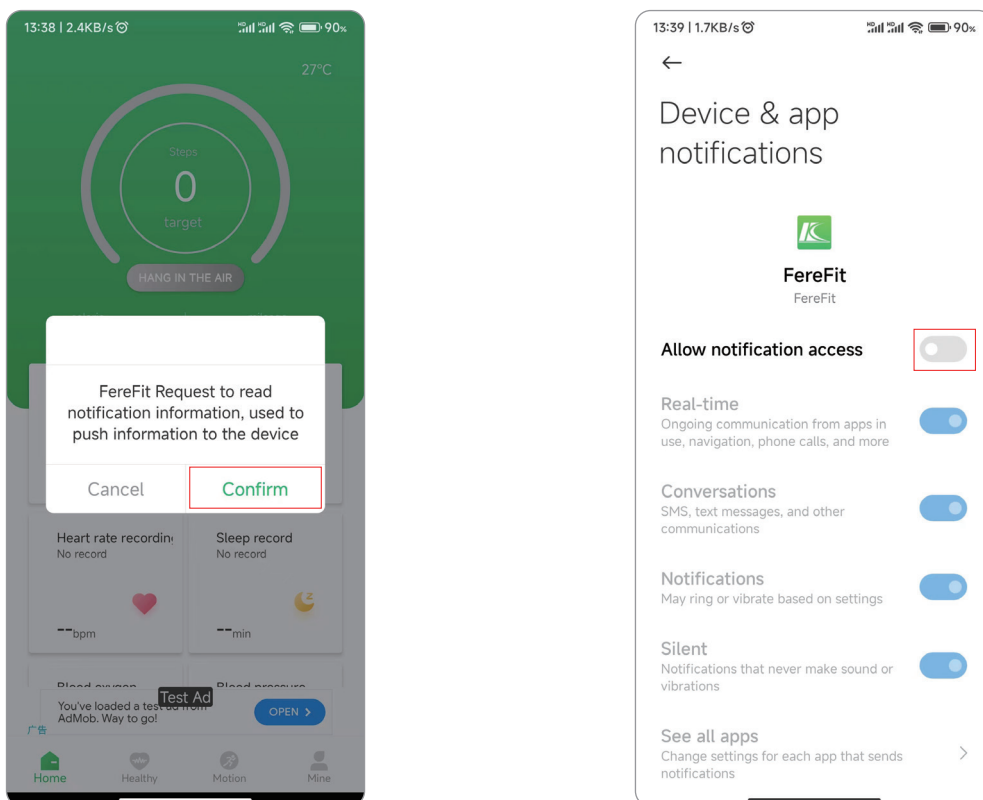 13:38 | 2.4KB/s
90%
27°C
Steps
0
target
HANG IN THE AIR
FereFit Request to read
notification information, used to
push information to the device
Cancel
Confirm
Heart rate recording
No record
--bpm
Sleep record
No record
--min
Blood oxygen
Blood pressure
Test Ad
You've loaded a test ad from
AdMob. Way to go!
OPEN >
广告
Home
Healthy
Motion
Mine
13:39 | 1.7KB/s
90%
Device & app
notifications
FereFit
FereFit
Allow notification access
Real-time
Ongoing communication from apps in
use, navigation, phone calls, and more
Conversations
SMS, text messages, and other
communications
Notifications
May ring or vibrate based on settings
Silent
Notifications that never make sound or
vibrations
See all apps
Change settings for each app that sends
notifications